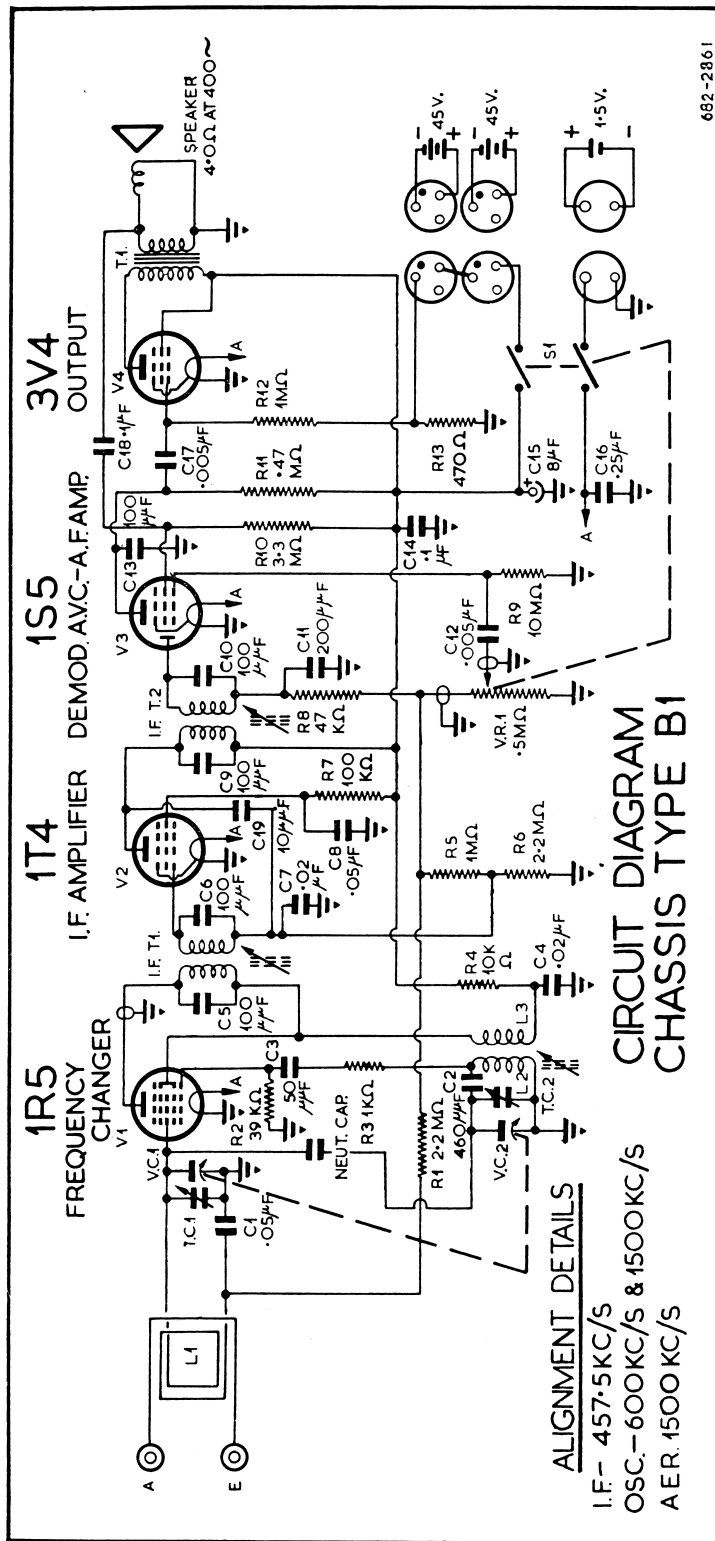 1R5
FREQUENCY
CHANGER
1T4
I.F. AMPLIFIER
1S5
DEMOD. A.V.C.-A.F. AMP.
3V4
OUTPUT
A
E
L1
T.C.1
V.C.1
C1
.05µF
V1
A
R2
39 KΩ
C3
50
µµF
NEUT. CAP.
R3 1KΩ
R1 2·2 MΩ
C2
460µµF
V.C.2
L.2
T.C.2
L3
R4
10K
Ω
C4
.02µF
C5
100
µµF
I.F. T1.
C6
100
µµF
V2
A
C19
10µµF
C7
.02
µF
C8
.05µF
R7
100
KΩ
R5
1MΩ
R6
2·2MΩ
C9
100
µµF
I.F. T.2
C10
100
µµF
V3
A
C11
200µµF
R8
47
KΩ
V.R.1
.5MΩ
C12
.005µF
R9
10MΩ
C13
100
µµF
R10
3·3
MΩ
R11
.47
MΩ
C14
.1
µF
C18 .1µF
C17
.005µF
V4
A
R12
1MΩ
R13
470Ω
T.1.
SPEAKER
4·0Ω AT 400~
C15
8µF
+
C16
.25µF
A
S1
-
45V.
+
-
45V.
+
+
1·5V.
-
ALIGNMENT DETAILS
I.F.- 457·5KC/S
OSC.-600KC/S & 1500KC/S
AER. 1500KC/S
CIRCUIT DIAGRAM
CHASSIS TYPE B1
682-2861